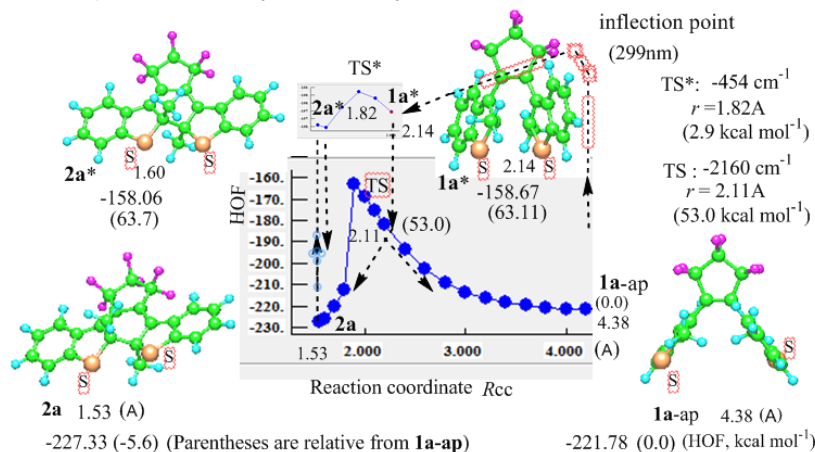 inflection point
(299nm)
TS*
2a*
1a*
1.82
2.14
TS*: -454 cm-1
r =1.82A
(2.9 kcal mol-1)
TS : -2160 cm-1
r = 2.11A
(53.0 kcal mol-1)
S
S
1.60
2a*
-158.06
(63.7)
S
S
2.14
1a*
-158.67
(63.11)
HOF
-160.
-170.
-180.
-190.
-200.
-210.
-220.
-230.
TS
2.11
(53.0)
2a
1a-ap
(0.0)
4.38
1.53
2.000
3.000
4.000
(A)
Reaction coordinate Rcc
S
S
2a 1.53 (A)
-227.33 (-5.6) (Parentheses are relative from 1a-ap)
S
S
1a-ap 4.38 (A)
-221.78 (0.0) (HOF, kcal mol-1)